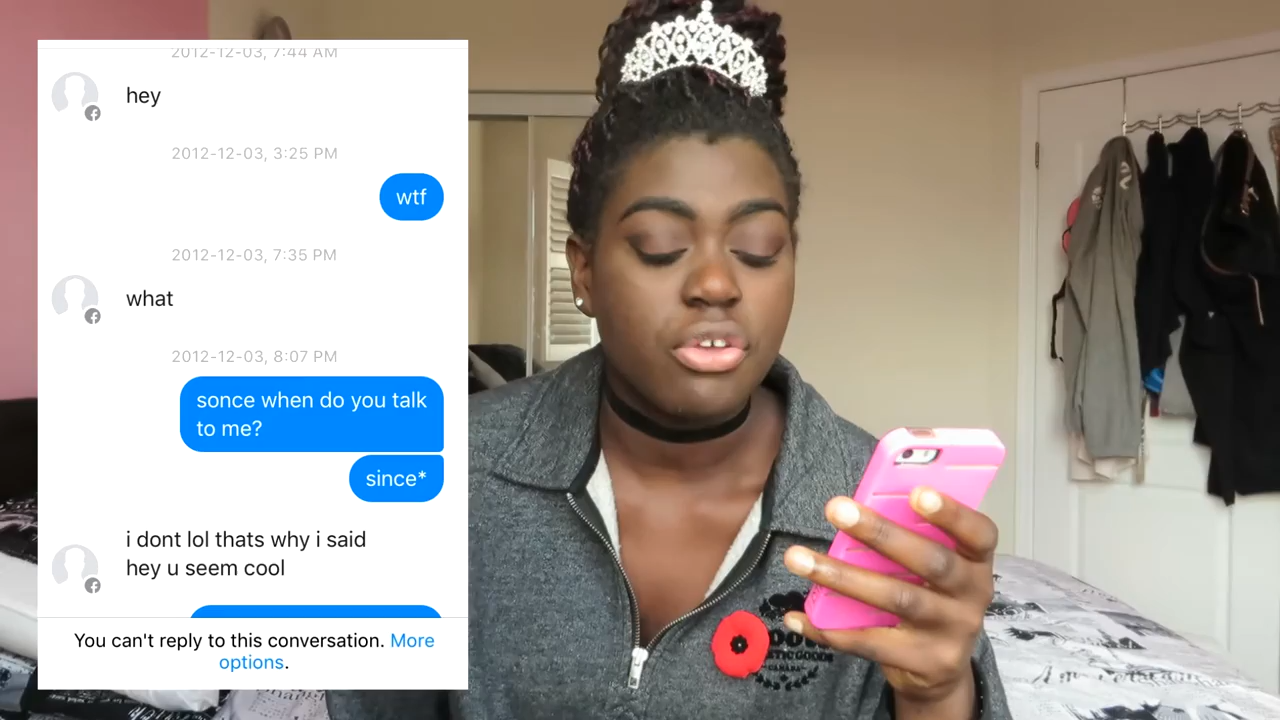 2012-12-03, 7:44 AM
hey
2012-12-03, 3:25 PM
wtf
2012-12-03, 7:35 PM
what
2012-12-03, 8:07 PM
sonce when do you talk
to me?
since*
i dont lol thats why i said
hey u seem cool
You can't reply to this conversation. More
options.
CANADA